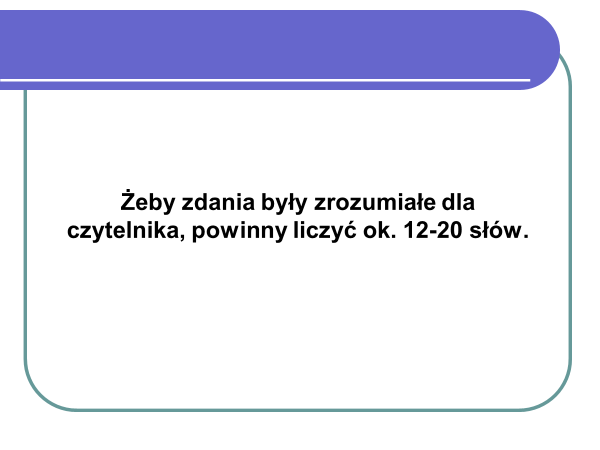 Żeby zdania były zrozumiałe dla
czytelnika, powinny liczyć ok. 12-20 słów.